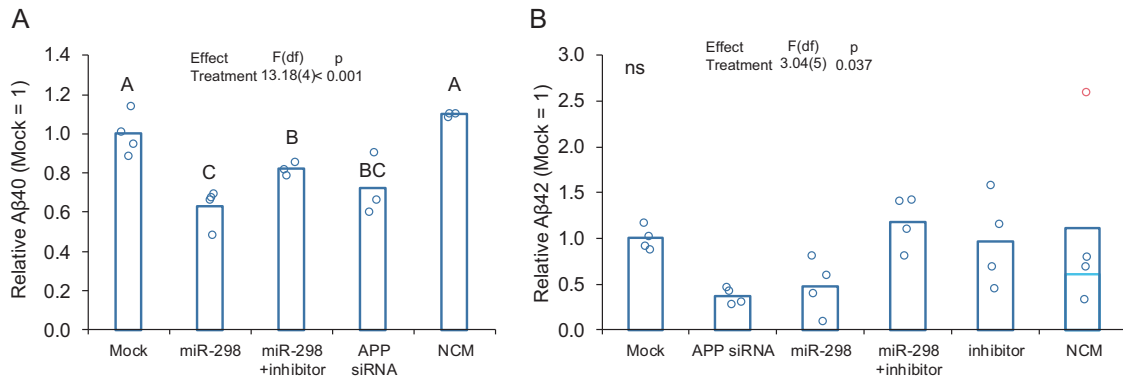 A
Effect F(df) p
Treatment 13.18(4) < 0.001
Relative Aβ40 (Mock = 1)
1.4
1.2
1.0
0.8
0.6
0.4
0.2
0.0
A
C
B
BC
A
Mock
miR-298
miR-298
+inhibitor
APP
siRNA
NCM
B
Effect F(df) p
Treatment 3.04(5) 0.037
Relative Aβ42 (Mock = 1)
3.0
2.5
2.0
1.5
1.0
0.5
0.0
ns
Mock
APP siRNA
miR-298
miR-298
+inhibitor
inhibitor
NCM